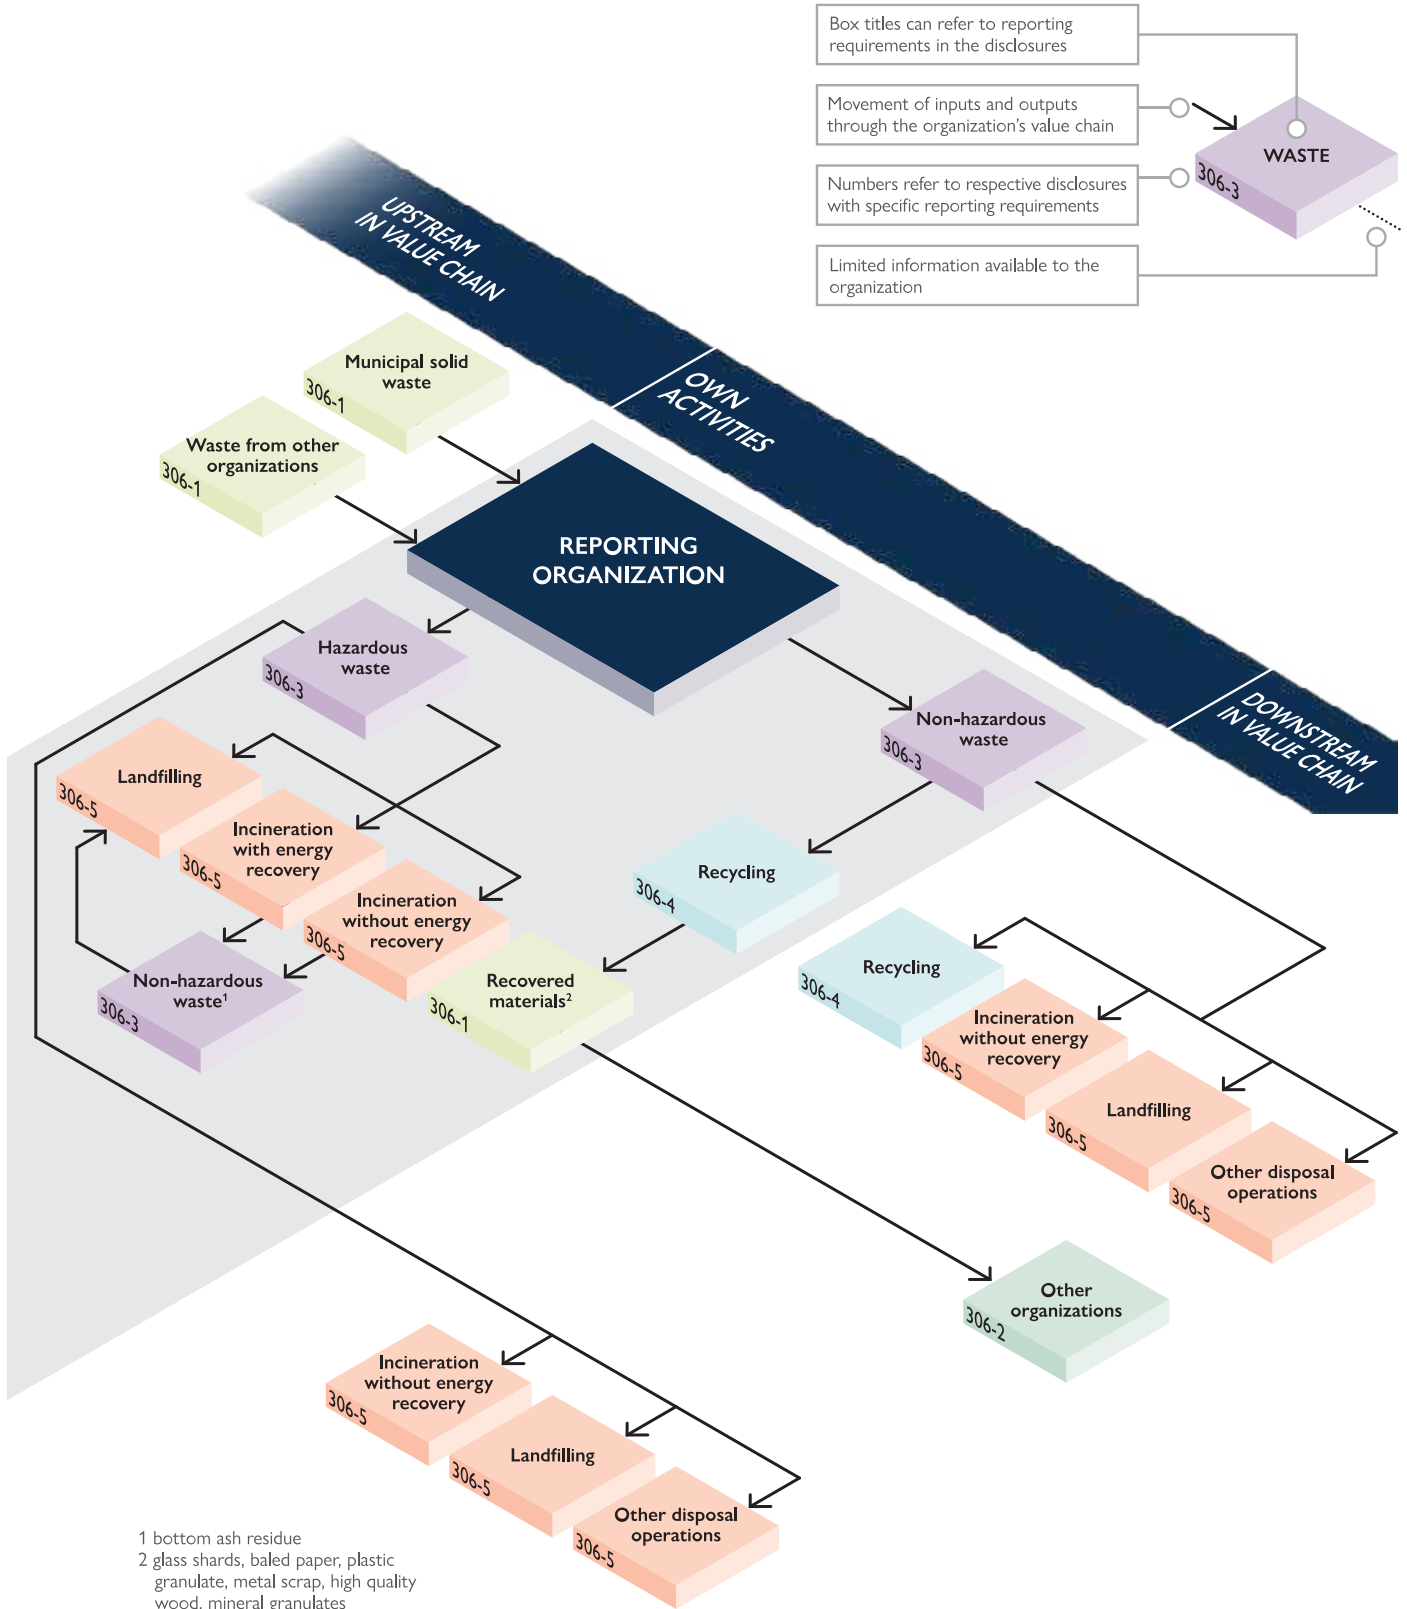 Box titles can refer to reporting
requirements in the disclosures
Movement of inputs and outputs
through the organization's value chain
Numbers refer to respective disclosures
with specific reporting requirements
Limited information available to the
organization
WASTE
306-3
UPSTREAM
IN VALUE CHAIN
OWN
ACTIVITIES
DOWNSTREAM
IN VALUE CHAIN
Municipal solid
waste
306-1
Waste from other
organizations
306-1
REPORTING
ORGANIZATION
Hazardous
waste
306-3
Non-hazardous
waste
306-3
Landfilling
306-5
Incineration
with energy
recovery
306-5
Incineration
without energy
recovery
306-5
Non-hazardous
waste¹
306-3
Recycling
306-4
Recovered
materials²
306-1
Recycling
306-4
Incineration
without energy
recovery
306-5
Landfilling
306-5
Other disposal
operations
306-5
Other
organizations
306-2
Incineration
without energy
recovery
306-5
Landfilling
306-5
Other disposal
operations
306-5
1 bottom ash residue
2 glass shards, baled paper, plastic
granulate, metal scrap, high quality
wood, mineral granulates